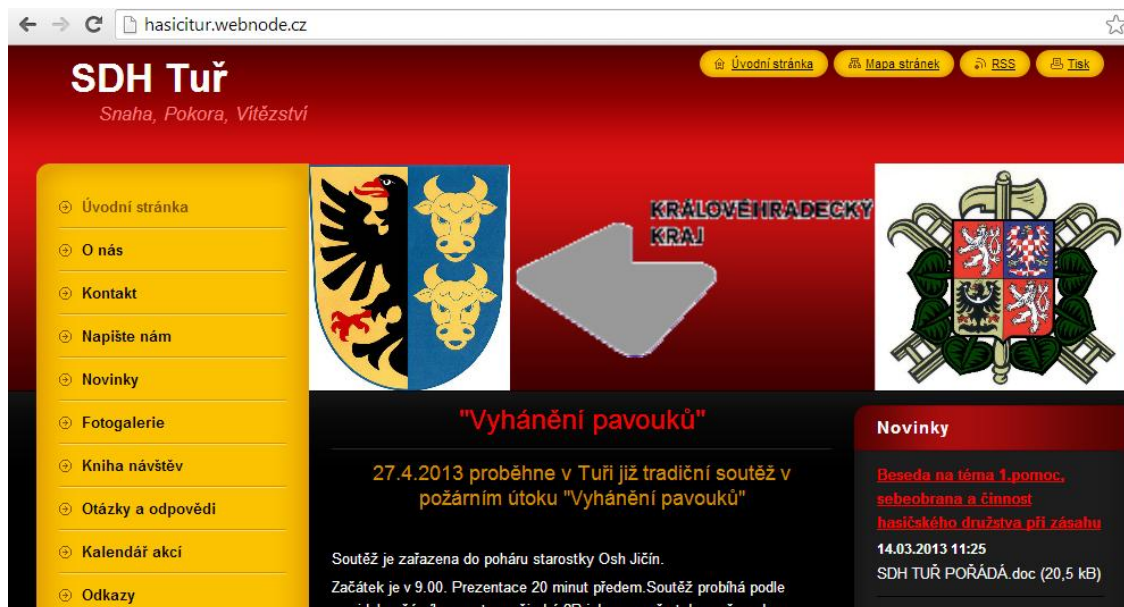 hasicitur.webnode.cz
Úvodní stránka
Mapa stránek
RSS
Tisk
SDH Tuř
Snaha, Pokora, Vítězství
Úvodní stránka
O nás
Kontakt
Napište nám
Novinky
Fotogalerie
Kniha návštěv
Otázky a odpovědi
Kalendář akcí
Odkazy
KRÁLOVÉHRADECKÝ
KRAJ
"Vyhánění pavouků"
27.4.2013 proběhne v Tuři již tradiční soutěž v
požárním útoku "Vyhánění pavouků"
Soutěž je zařazena do poháru starostky Osh Jičín.
Začátek je v 9.00. Prezentace 20 minut předem.Soutěž probíhá podle
Novinky
Beseda na téma 1.pomoc,
sebeobrana a činnost
hasičského družstva při zásahu
14.03.2013 11:25
SDH TUŘ POŘÁDÁ.doc (20,5 kB)